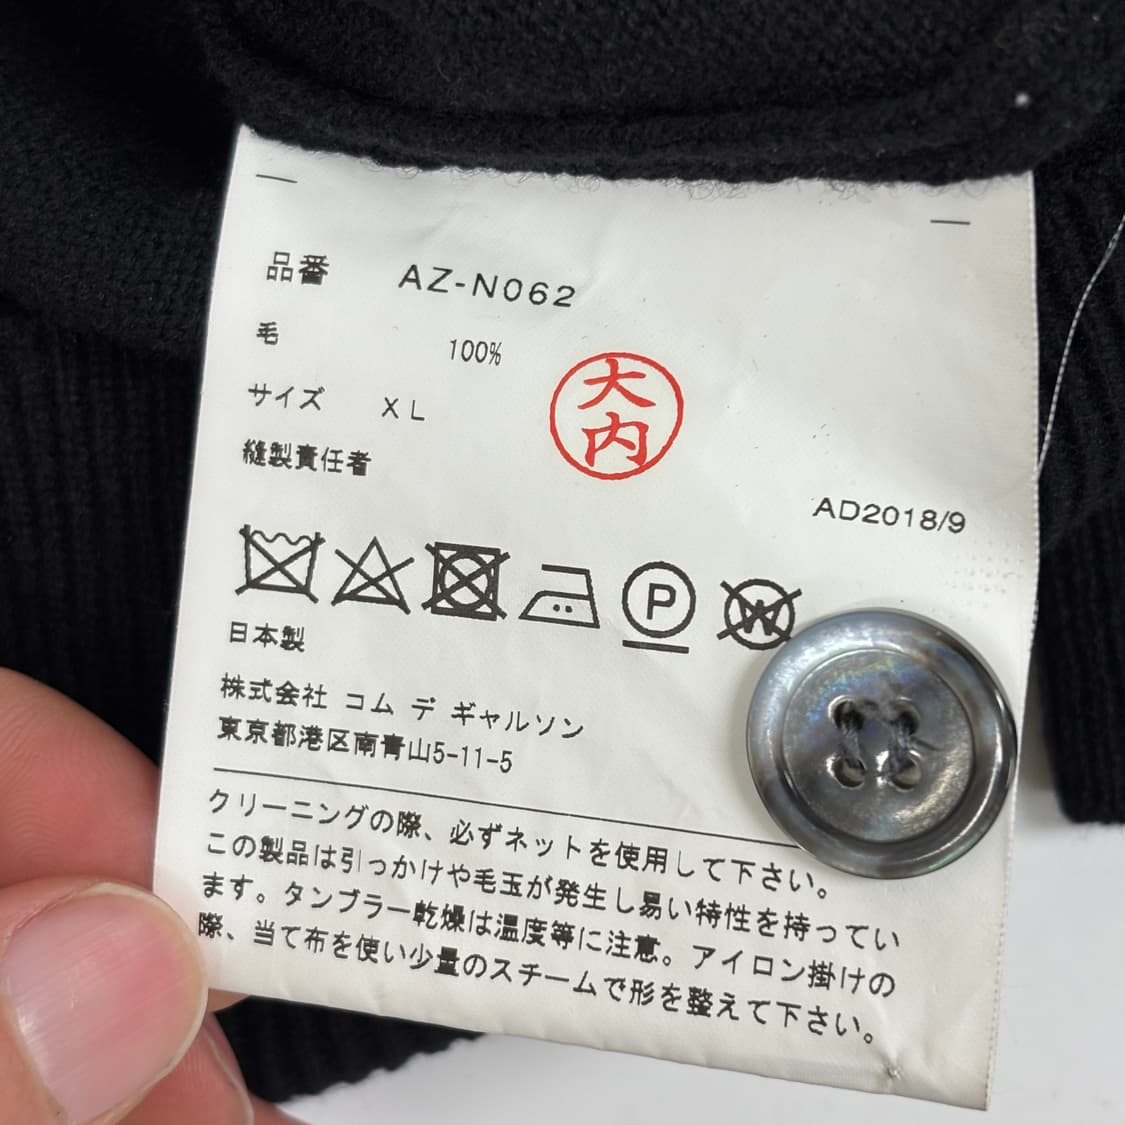 品番 AZ-N062
毛 100%
サイズ XL
縫製責任者
大内
AD2018/9
P W
日本製
株式会社 コム デ ギャルソン
東京都港区南青山5-11-5
クリーニングの際、必ずネットを使用して下さい。
この製品は引っかけや毛玉が発生し易い特性を持ってい
ます。タンブラー乾燥は温度等に注意。アイロン掛けの
際、当て布を使い少量のスチームで形を整えて下さい。